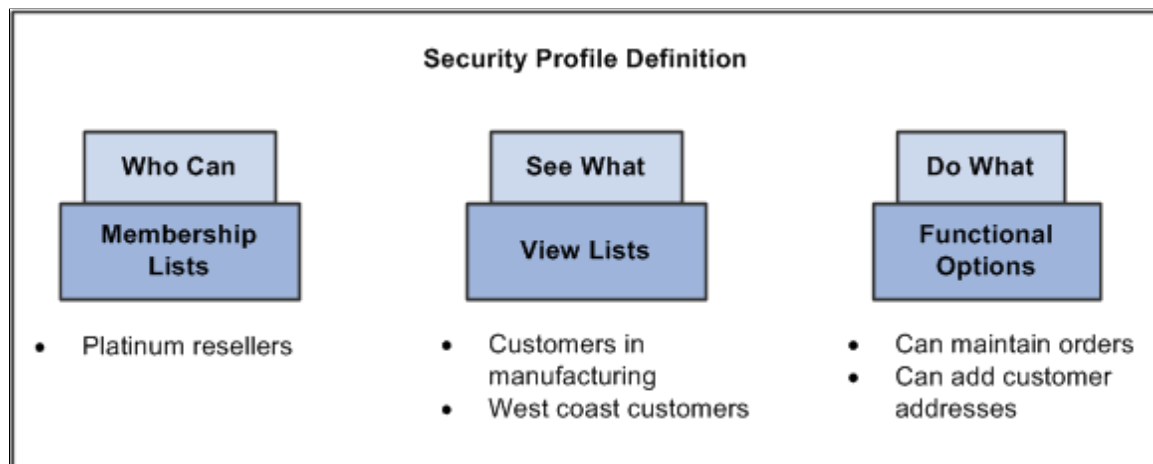 Security Profile Definition
Who Can
Membership
Lists
• Platinum resellers
See What
View Lists
• Customers in
manufacturing
• West coast customers
Do What
Functional
Options
• Can maintain orders
• Can add customer
addresses